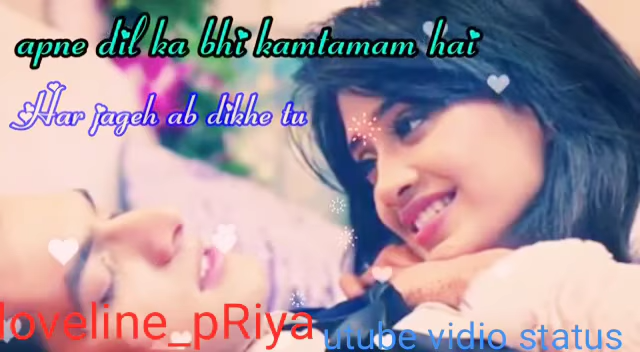 apne dil ka bhi kamtamam hai
Har jageh ab dikhe tu
loveline_pRiya
utube vidio status